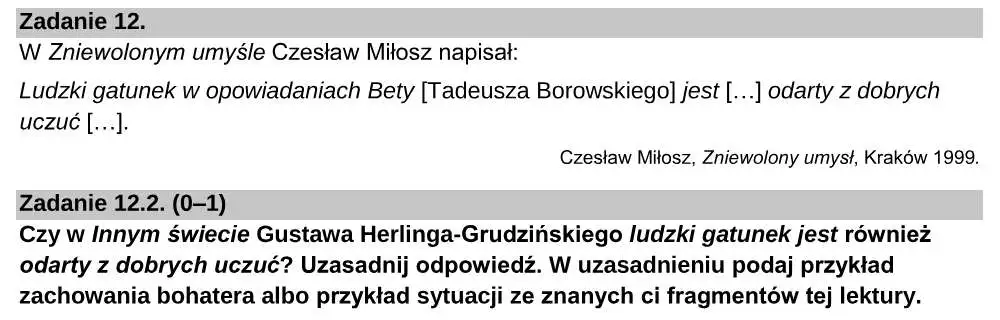 Zadanie 12.
W Zniewolonym umyśle Czesław Miłosz napisał:
Ludzki gatunek w opowiadaniach Bety [Tadeusza Borowskiego] jest […] odarty z dobrych
uczuć […].
Czesław Miłosz, Zniewolony umysł, Kraków 1999.
Zadanie 12.2. (0–1)
Czy w Innym świecie Gustawa Herlinga-Grudzińskiego ludzki gatunek jest również
odarty z dobrych uczuć? Uzasadnij odpowiedź. W uzasadnieniu podaj przykład
zachowania bohatera albo przykład sytuacji ze znanych ci fragmentów tej lektury.